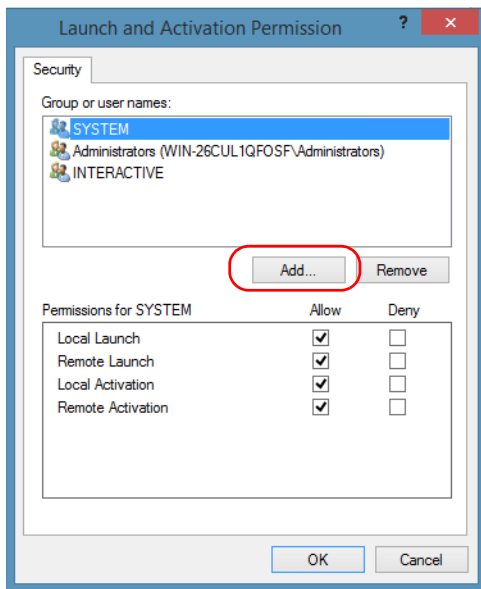 Launch and Activation Permission ? ×
Security
Group or user names:
SYSTEM
Administrators (WIN-26CUL1QFOSF\Administrators)
INTERACTIVE
Add... Remove
Permissions for SYSTEM Allow Deny
Local Launch
Remote Launch
Local Activation
Remote Activation
OK Cancel